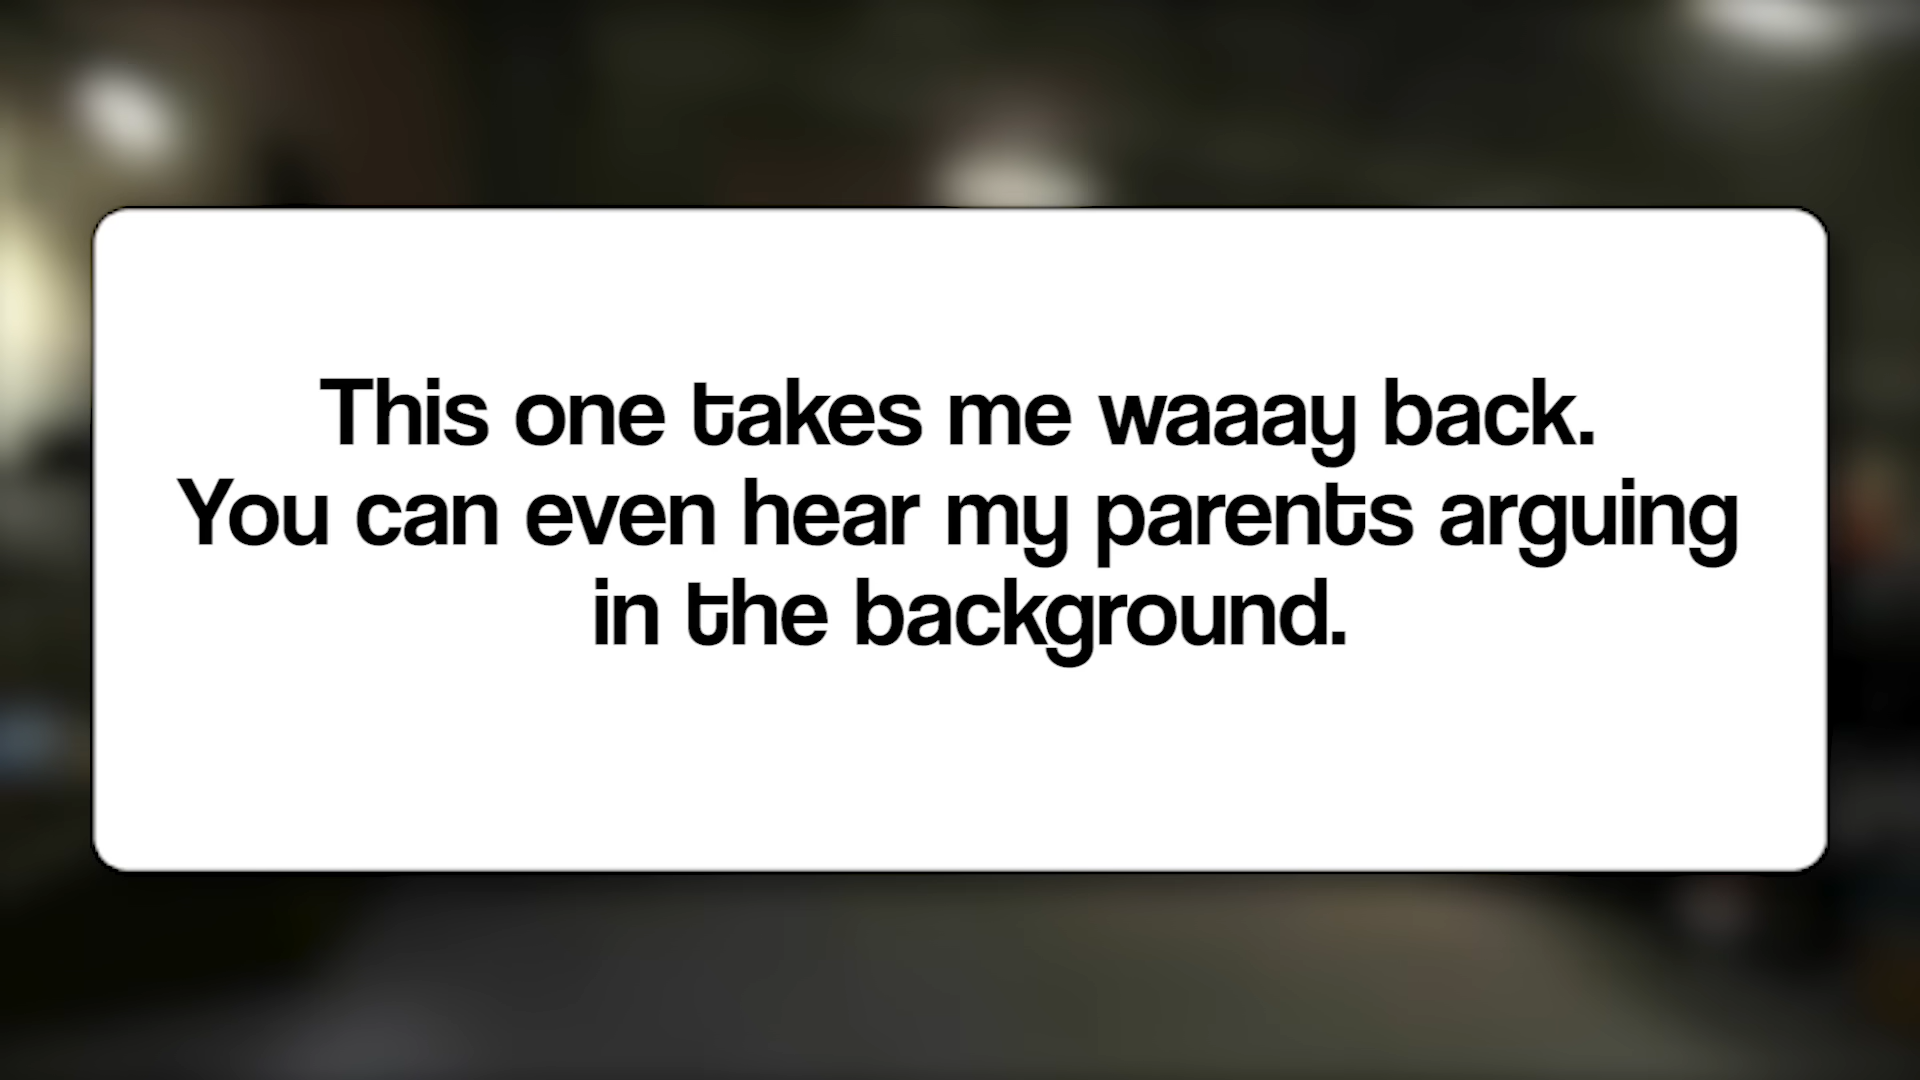 This one takes me waaay back.
You can even hear my parents arguing
in the background.